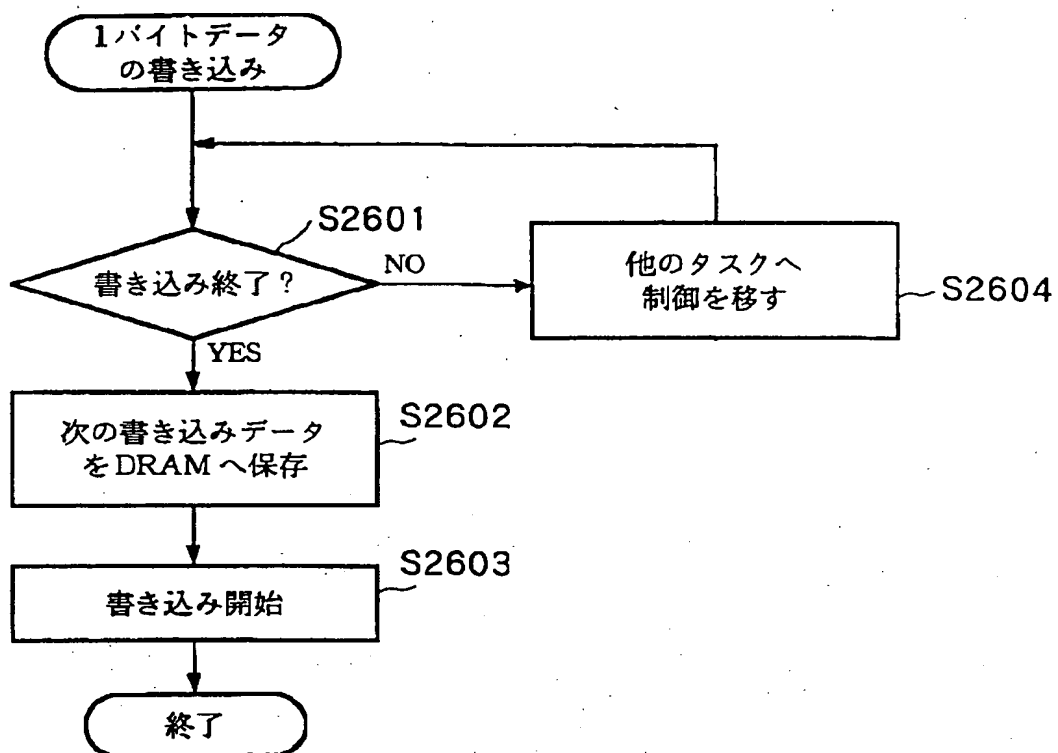 1バイトデータ
の書き込み
S2601
書き込み終了？
NO
他のタスクへ
制御を移す
S2604
YES
次の書き込みデータ
をDRAMへ保存
S2602
書き込み開始
S2603
終了